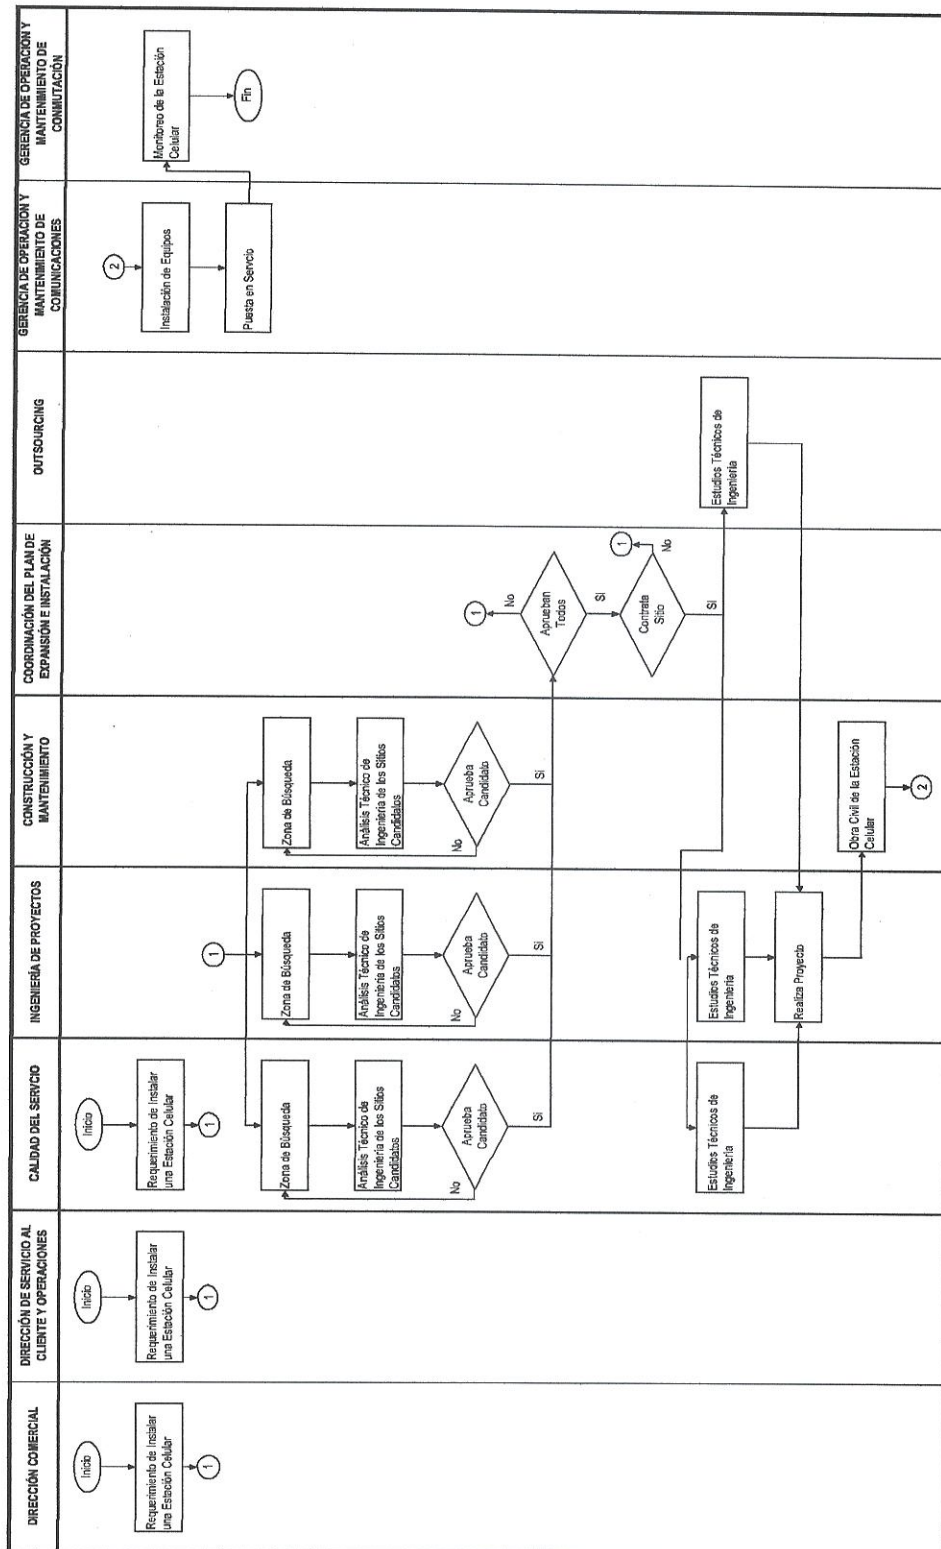 DIRECCIÓN COMERCIAL
DIRECCIÓN DE SERVICIO AL
CLIENTE Y OPERACIONES
CALIDAD DEL SERVCIO
INGENIERÍA DE PROYECTOS
CONSTRUCCIÓN Y
MANTENIMIENTO
COORDINACIÓN DEL PLAN DE
EXPANSIÓN E INSTALACIÓN
OUTSOURCING
GERENCIA DE OPERACION Y
MANTENIMIENTO DE
COMUNICACIONES
GERENCIA DE OPERACION Y
MANTENIMIENTO DE
CONMUTACIÓN
Inicio
Requerimiento de Instalar
una Estación Celular
1
Inicio
Requerimiento de Instalar
una Estación Celular
1
Inicio
Requerimiento de Instalar
una Estación Celular
1
Zona de Búsqueda
Análisis Técnico de
Ingeniería de los Sitios
Candidatos
Aprueba
Candidato
No
Si
Estudios Técnicos de
Ingeniería
1
Zona de Búsqueda
Análisis Técnico de
Ingeniería de los Sitios
Candidatos
Aprueba
Candidato
No
Si
Estudios Técnicos de
Ingeniería
Realiza Proyecto
Zona de Búsqueda
Análisis Técnico de
Ingeniería de los Sitios
Candidatos
Aprueba
Candidato
No
Si
Obra Civil de la Estación
Celular
2
1
No
Aprueban
Todos
Si
1
No
Contrata
Sitio
Si
Estudios Técnicos de
Ingeniería
2
Instalación de Equipos
Puesta en Servcio
Monitoreo de la Estación
Celular
Fin